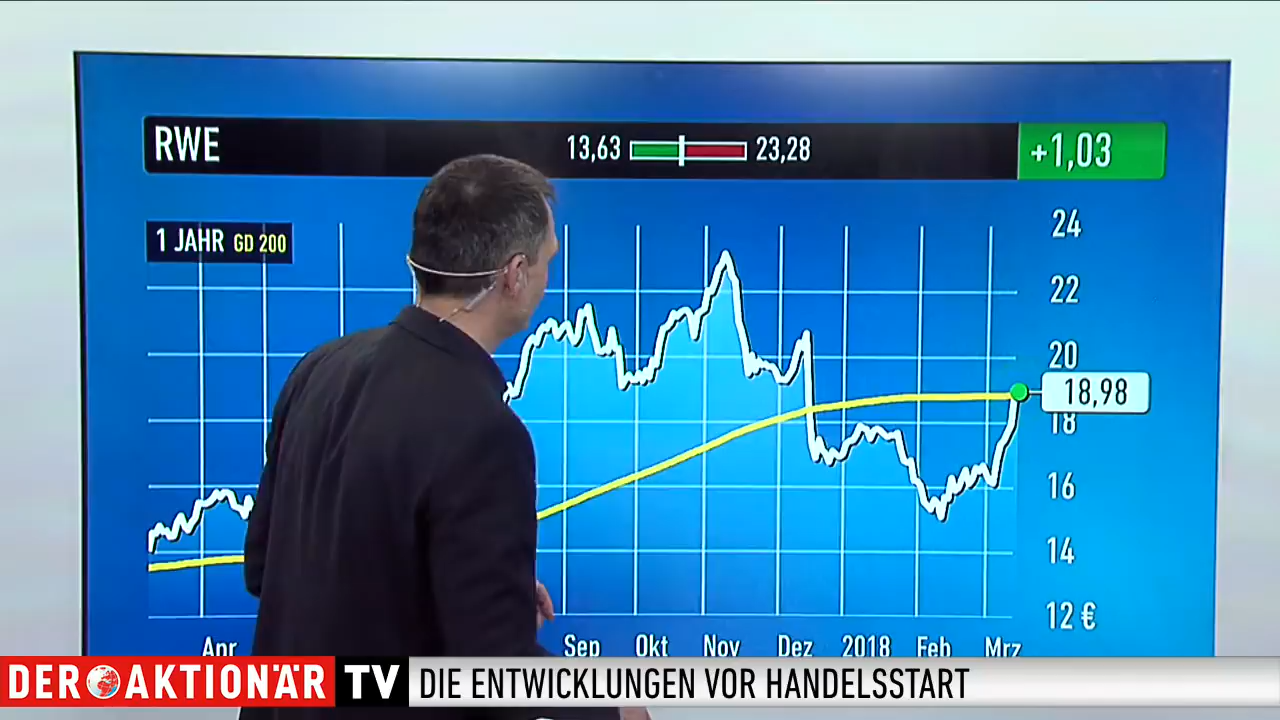 RWE 13,63 23,28 +1,03
1 JAHR GD 200
24
22
20
18,98
18
16
14
12 €
Apr Sep Okt Nov Dez 2018 Feb Mrz
DER AKTIONÄR TV DIE ENTWICKLUNGEN VOR HANDELSSTART